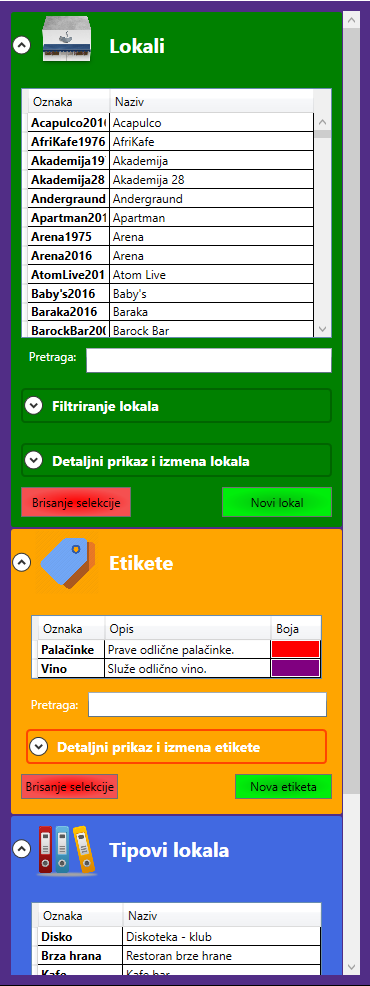 Lokali
Oznaka Naziv
Acapulco201 Acapulco
AfriKafe1976 AfriKafe
Akademija19 Akademija
Akademija28 Akademija 28
Andergraund Andergraund
Apartman201 Apartman
Arena1975 Arena
Arena2016 Arena
AtomLive201 Atom Live
Baby's2016 Baby's
Baraka2016 Baraka
BarockBar200 Barock Bar
Pretraga:
Filtriranje lokala
Detaljni prikaz i izmena lokala
Brisanje selekcije Novi lokal
Etikete
Oznaka Opis Boja
Palačinke Prave odlične palačinke.
Vino Služe odlično vino.
Pretraga:
Detaljni prikaz i izmena etikete
Brisanje selekcije Nova etiketa
Tipovi lokala
Oznaka Naziv
Disko Diskoteka - klub
Brza hrana Restoran brze hrane
Kafe Kafe bar